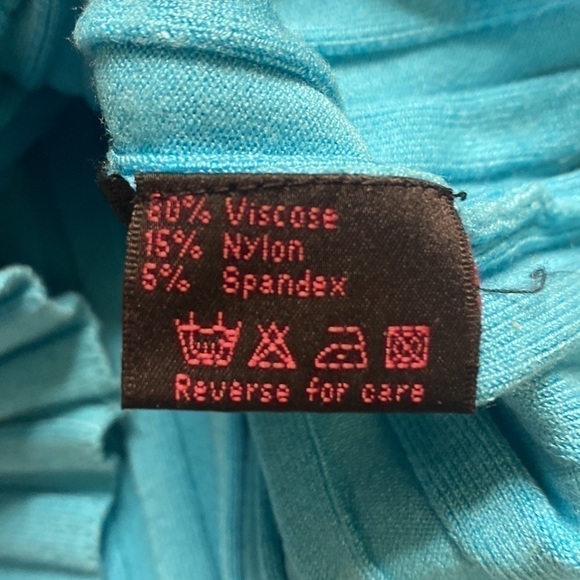 80% Viscose
15% Nylon
5% Spandex
Reverse for care